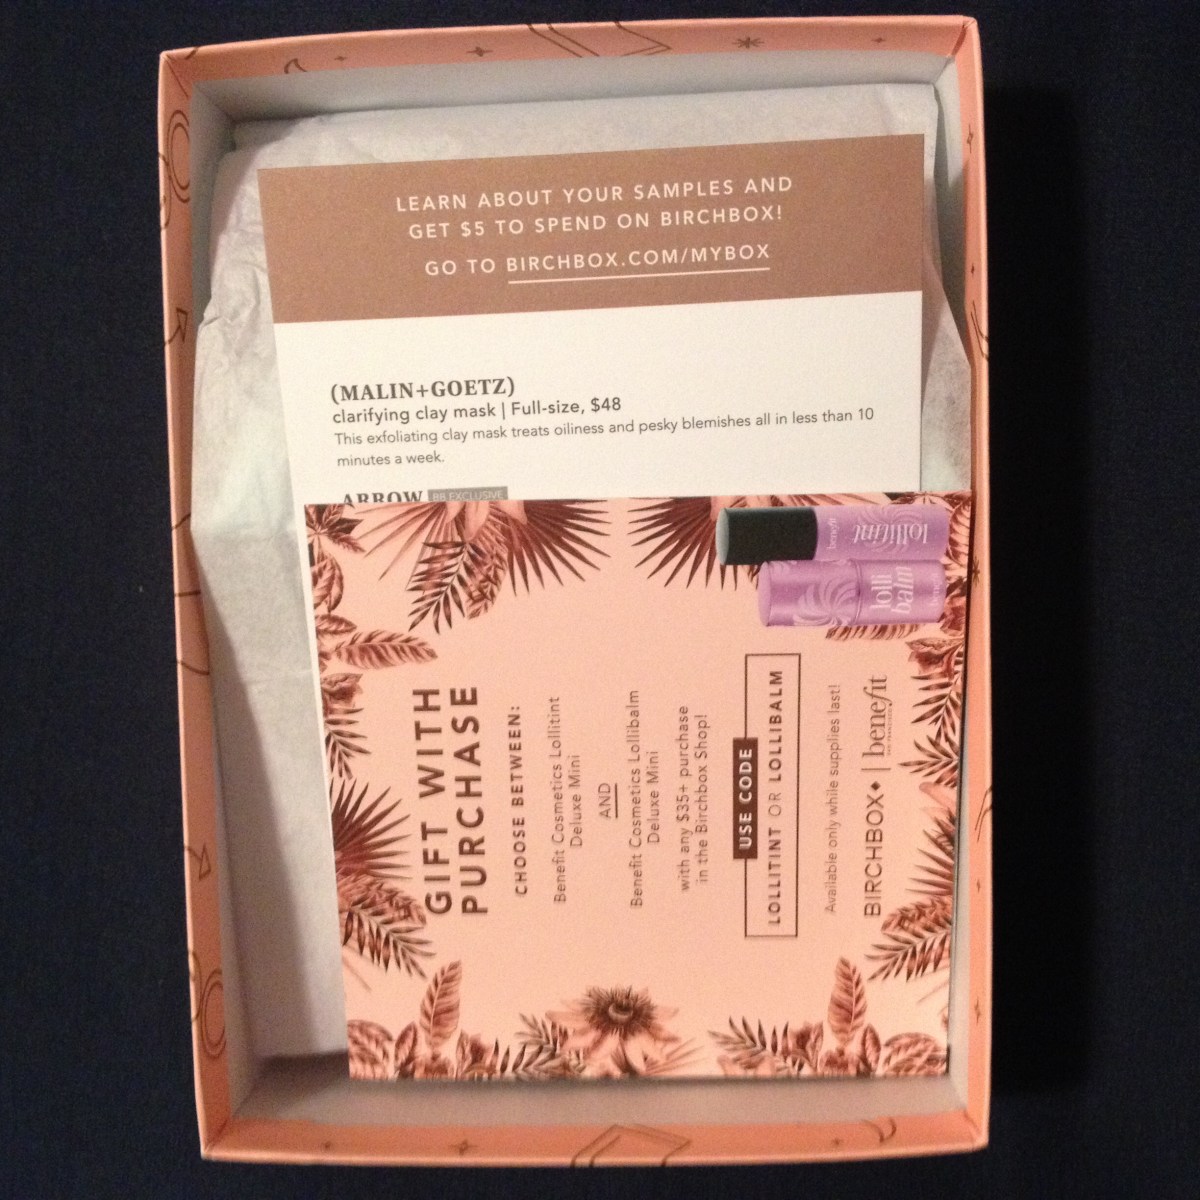 LEARN ABOUT YOUR SAMPLES AND
GET $5 TO SPEND ON BIRCHBOX!
GO TO BIRCHBOX.COM/MYBOX
(MALIN+GOETZ)
clarifying clay mask | Full-size, $48
This exfoliating clay mask treats oiliness and pesky blemishes all in less than 10
minutes a week.
ARROW BB EXCLUSIVE
benefit
lollitint
lolli
balm
GIFT WITH
PURCHASE
CHOOSE BETWEEN:
Benefit Cosmetics Lollitint
Deluxe Mini
AND
Benefit Cosmetics Lollibalm
Deluxe Mini
with any $35+ purchase
in the Birchbox Shop!
USE CODE
LOLLITINT OR LOLLIBALM
Available only while supplies last!
BIRCHBOX | benefit